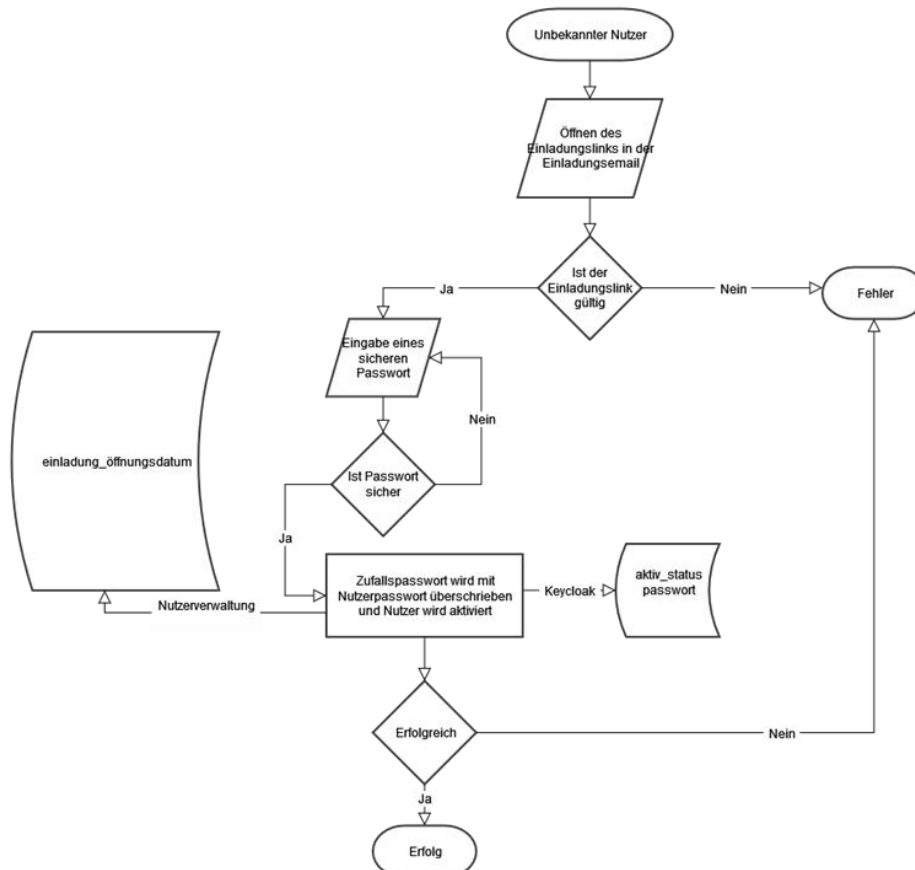 Unbekannter Nutzer
Öffnen des
Einladungslinks in der
Einladungsemail
Ist der
Einladungslink
gültig
Ja
Nein
Fehler
Eingabe eines
sicheren
Passwort
Nein
einladung_öffnungsdatum
Ist Passwort
sicher
Ja
Zufallspasswort wird mit
Nutzerpasswort überschrieben
und Nutzer wird aktiviert
Keycloak
aktiv_status
passwort
Nutzerverwaltung
Erfolgreich
Nein
Ja
Erfolg